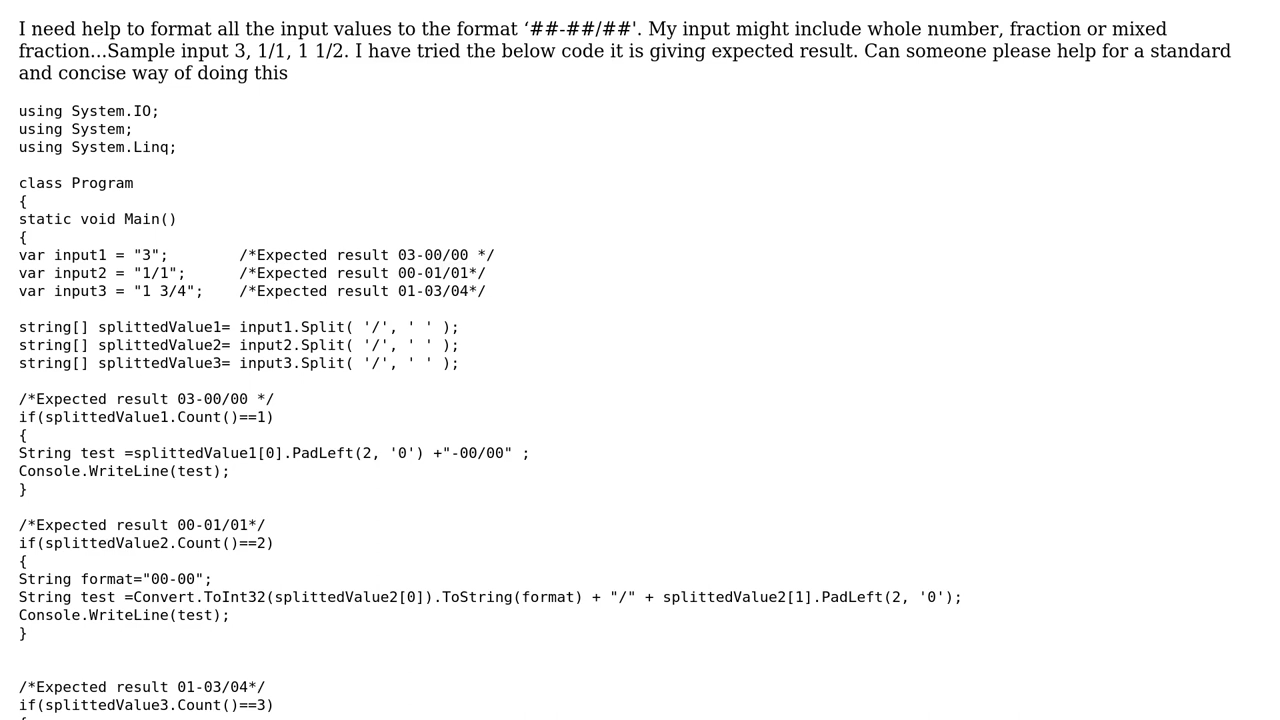 I need help to format all the input values to the format ‘##-##/##'. My input might include whole number, fraction or mixed
fraction...Sample input 3, 1/1, 1 1/2. I have tried the below code it is giving expected result. Can someone please help for a standard
and concise way of doing this
using System.IO;
using System;
using System.Linq;
class Program
{
static void Main()
{
var input1 = "3";        /*Expected result 03-00/00 */
var input2 = "1/1";      /*Expected result 00-01/01*/
var input3 = "1 3/4";    /*Expected result 01-03/04*/
string[] splittedValue1= input1.Split( '/', ' ' );
string[] splittedValue2= input2.Split( '/', ' ' );
string[] splittedValue3= input3.Split( '/', ' ' );
/*Expected result 03-00/00 */
if(splittedValue1.Count()==1)
{
String test =splittedValue1[0].PadLeft(2, '0') +"-00/00" ;
Console.WriteLine(test);
}
/*Expected result 00-01/01*/
if(splittedValue2.Count()==2)
{
String format="00-00";
String test =Convert.ToInt32(splittedValue2[0]).ToString(format) + "/" + splittedValue2[1].PadLeft(2, '0');
Console.WriteLine(test);
}
/*Expected result 01-03/04*/
if(splittedValue3.Count()==3)